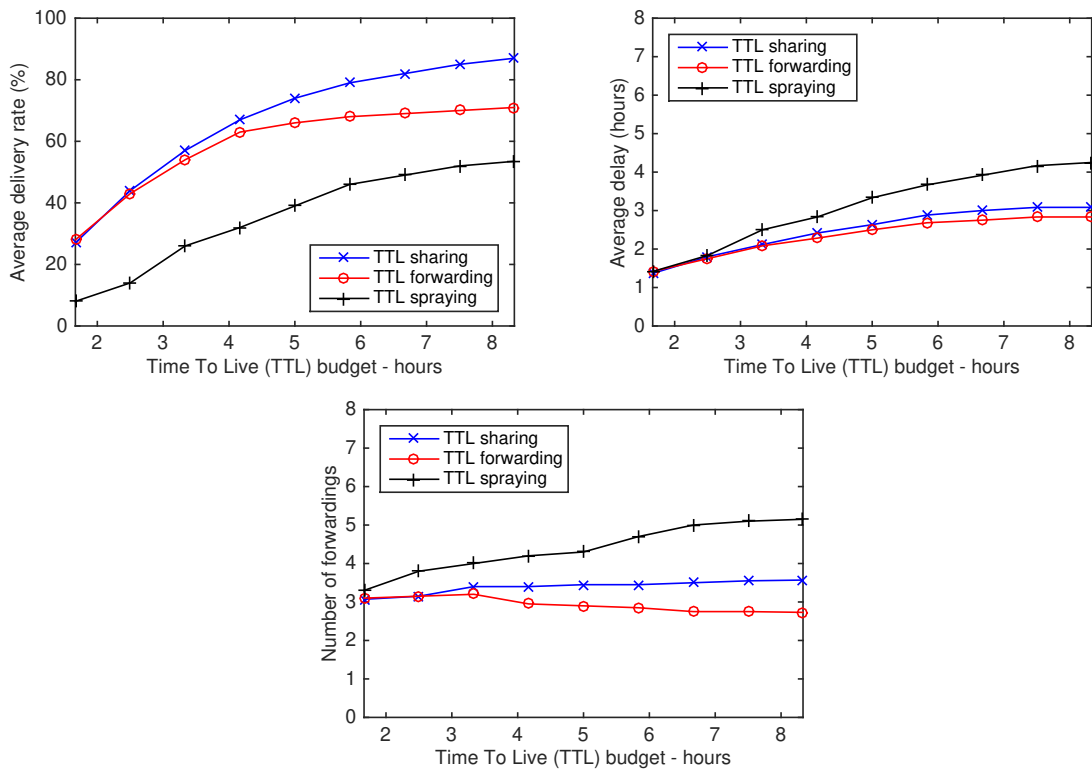 100
80
60
40
20
0
Average delivery rate (%)
TTL sharing
TTL forwarding
TTL spraying
2 3 4 5 6 7 8
Time To Live (TTL) budget - hours
8
7
6
5
4
3
2
1
0
Average delay (hours)
TTL sharing
TTL forwarding
TTL spraying
2 3 4 5 6 7 8
Time To Live (TTL) budget - hours
8
7
6
5
4
3
2
1
0
Number of forwardings
TTL sharing
TTL forwarding
TTL spraying
2 3 4 5 6 7 8
Time To Live (TTL) budget - hours